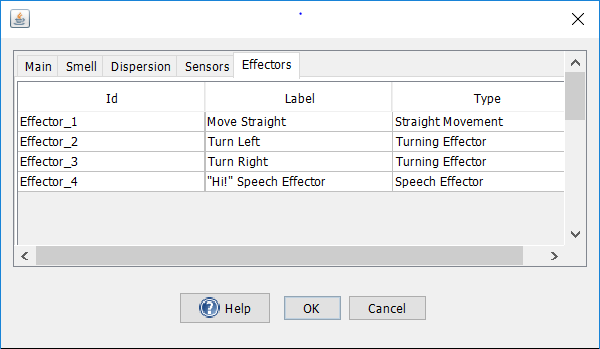 Main Smell Dispersion Sensors Effectors
Id Label Type
Effector_1 Move Straight Straight Movement
Effector_2 Turn Left Turning Effector
Effector_3 Turn Right Turning Effector
Effector_4 "Hi!" Speech Effector Speech Effector
Help OK Cancel